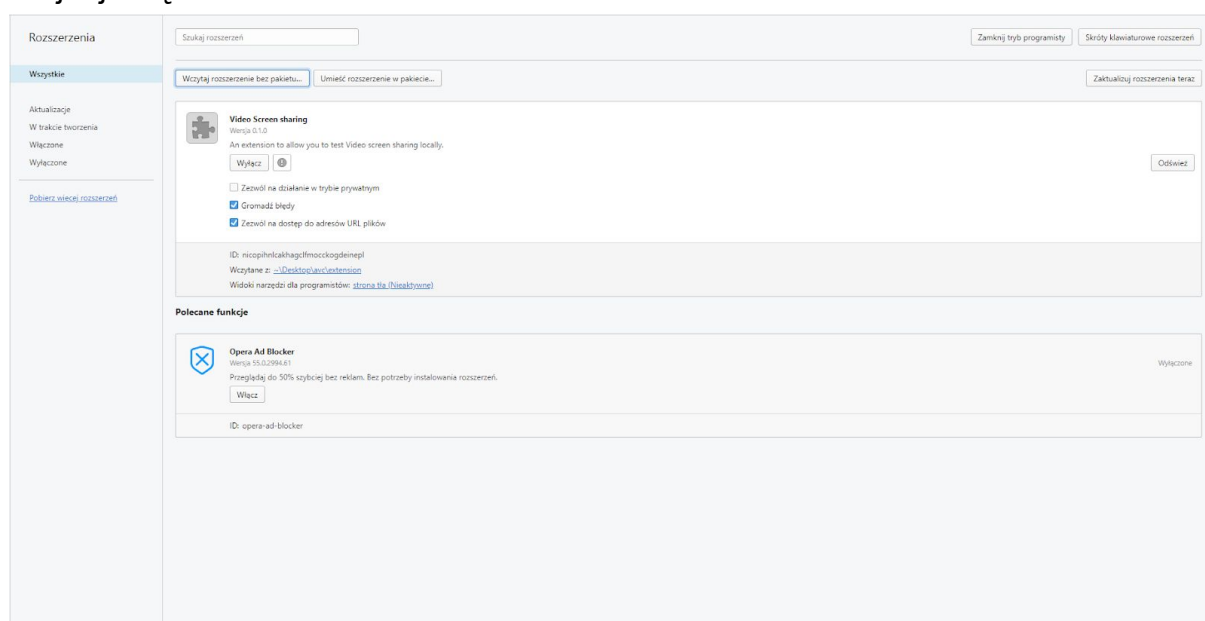 Rozszerzenia
Szukaj rozszerzeń
Zamknij tryb programisty
Skróty klawiaturowe rozszerzeń
Wszystkie
Wczytaj rozszerzenie bez pakietu...
Umieść rozszerzenie w pakiecie...
Zaktualizuj rozszerzenia teraz
Aktualizacje
W trakcie tworzenia
Włączone
Wyłączone
Pobierz więcej rozszerzeń
Video Screen sharing
Wersja 0.1.0
An extension to allow you to test Video screen sharing locally.
Wyłącz
Odśwież
Zezwól na działanie w trybie prywatnym
Gromadź błędy
Zezwól na dostęp do adresów URL plików
ID: nicopihnlcakhagclfmocckogdeinepl
Wczytane z: ~\Desktop\avc\extension
Widoki narzędzi dla programistów: strona tła (Nieaktywne)
Polecane funkcje
Opera Ad Blocker
Wersja 55.0.2994.61
Wyłączone
Przeglądaj do 50% szybciej bez reklam. Bez potrzeby instalowania rozszerzeń.
Włącz
ID: opera-ad-blocker